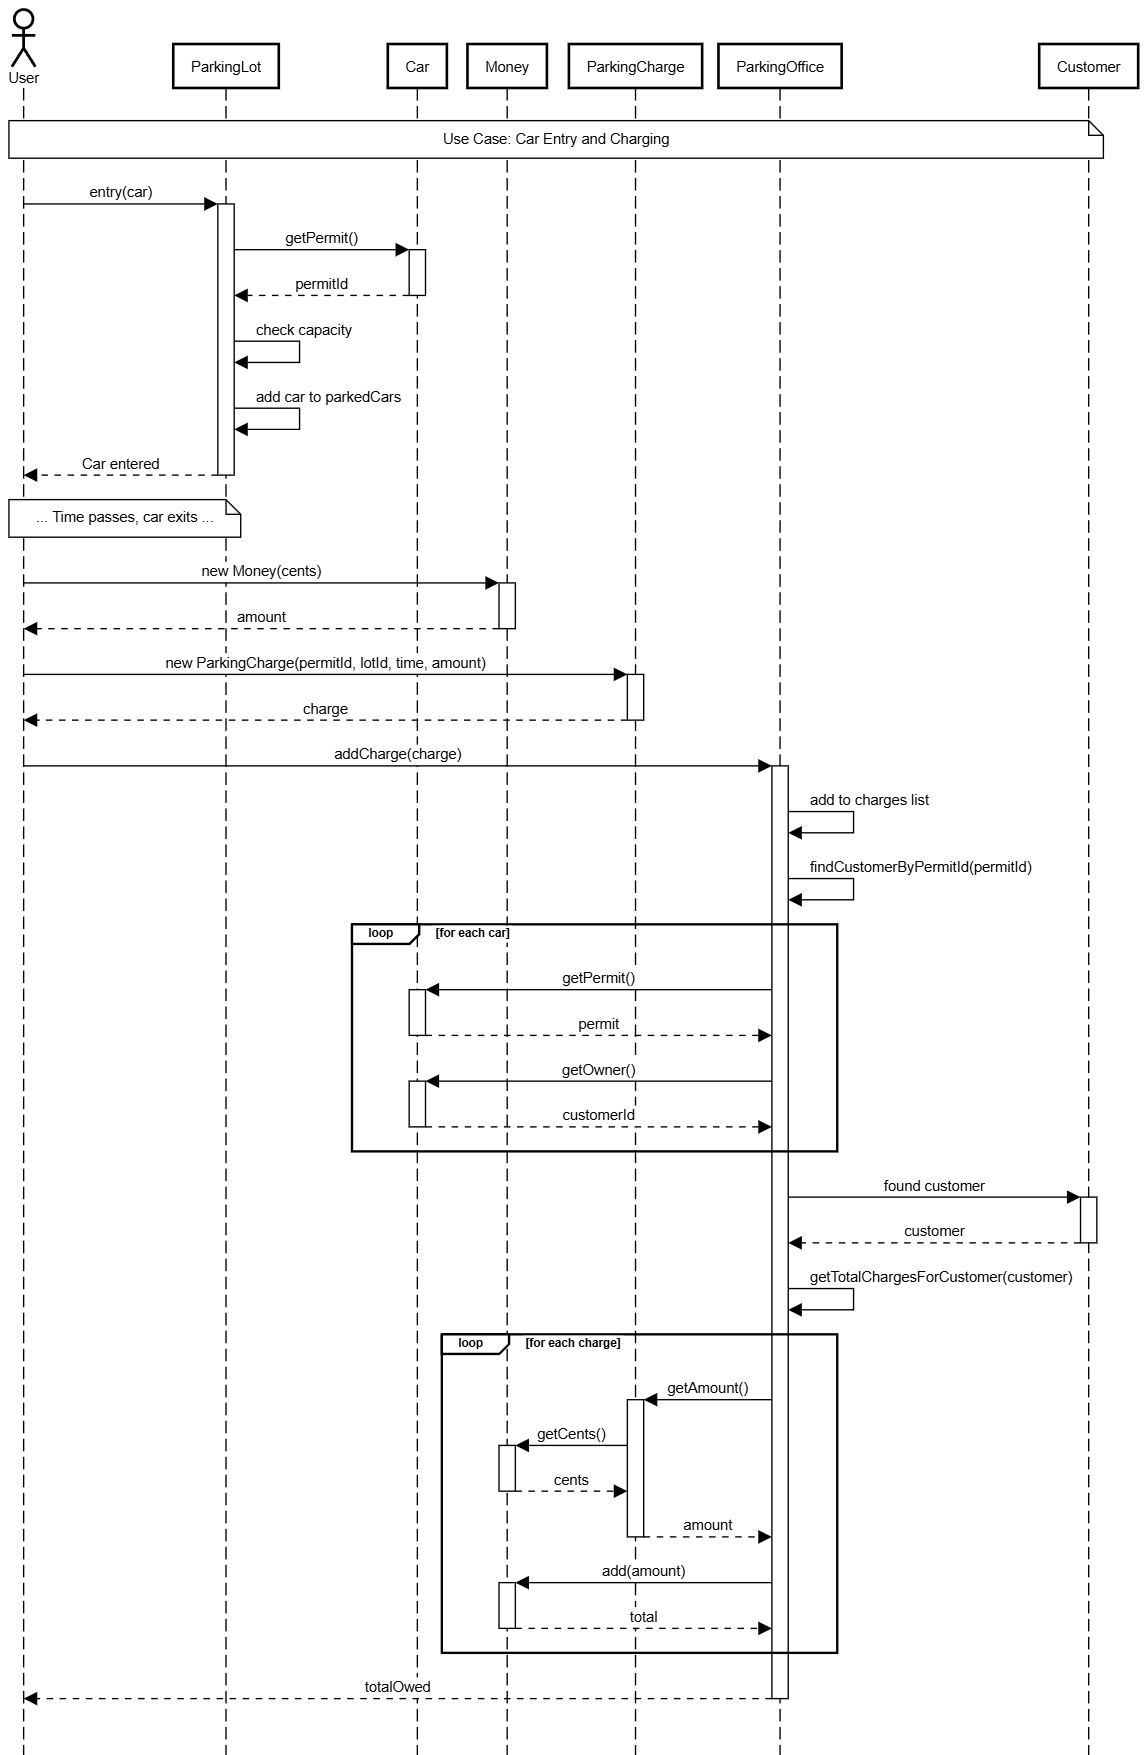 User
ParkingLot
Car
Money
ParkingCharge
ParkingOffice
Customer
Use Case: Car Entry and Charging
entry(car)
getPermit()
permitId
check capacity
add car to parkedCars
Car entered
... Time passes, car exits ...
new Money(cents)
amount
new ParkingCharge(permitId, lotId, time, amount)
charge
addCharge(charge)
add to charges list
findCustomerByPermitId(permitId)
loop
[for each car]
getPermit()
permit
getOwner()
customerId
found customer
customer
getTotalChargesForCustomer(customer)
loop
[for each charge]
getAmount()
getCents()
cents
amount
add(amount)
total
totalOwed